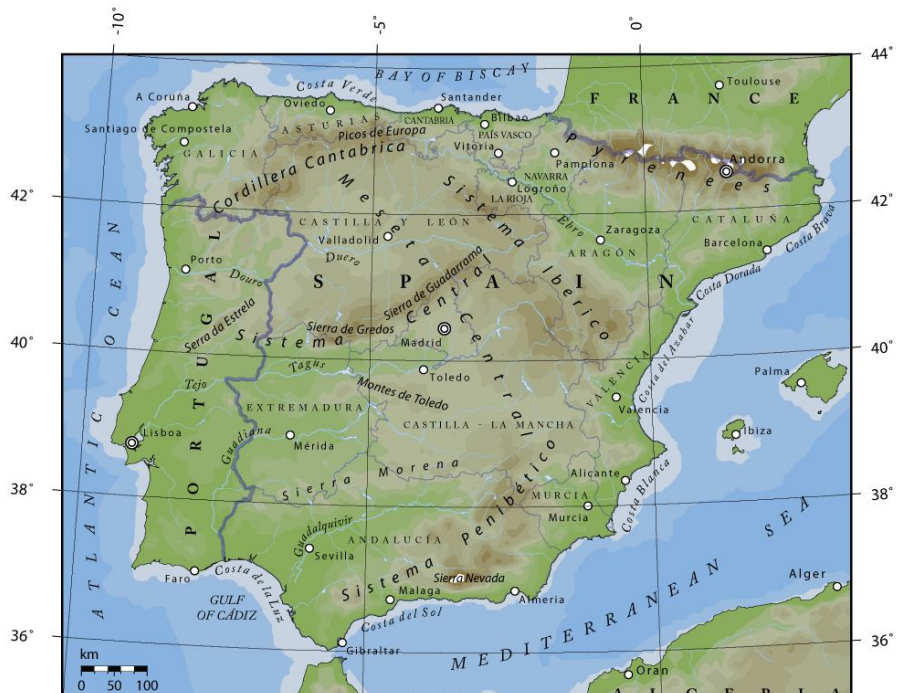 -10°
-5°
0
44°
BAY OF BISCAY
Toulouse
Costa Verde
A Coruña
Oviedo
Santander
FRANCE
ASTURIAS
CANTABRIA
Bilbao
Santiago de Compostela
Picos de Europa
PAÍS VASCO
Pyrenees
GALICIA
Vitoria
Pamplona
Andorra
Cordillera Cantabrica
NAVARRA
Logroño
LA RIOJA
42°
42°
Meseta Central
Sistema Iberico
CASTILLA Y LEÓN
Ebro
Zaragoza
CATALUÑA
Costa Brava
Valladolid
ARAGÓN
Barcelona
Porto
Duero
Douro
SPAIN
Costa Dorada
Sierra de Guadarrama
PORTUGAL
Serra da Estrela
Sistema Central
Sierra de Gredos
Madrid
40°
40°
ATLANTIC OCEAN
Tagus
Toledo
VALENCIA
Costa del Azahar
Palma
Tejo
Montes de Toledo
EXTREMADURA
Valencia
CASTILLA - LA MANCHA
Ibiza
Lisboa
Guadiana
Mérida
Alicante
Sierra Morena
Costa Blanca
38°
38°
MURCIA
Murcia
Guadalquivir
ANDALUCÍA
Sevilla
Sistema Penibético
MEDITERRANEAN SEA
Faro
Costa de la Luz
Sierra Nevada
Alger
Malaga
Almeria
GULF
OF CÁDIZ
Costa del Sol
36°
36°
Gibraltar
km
0 50 100
Oran
ALGERIA